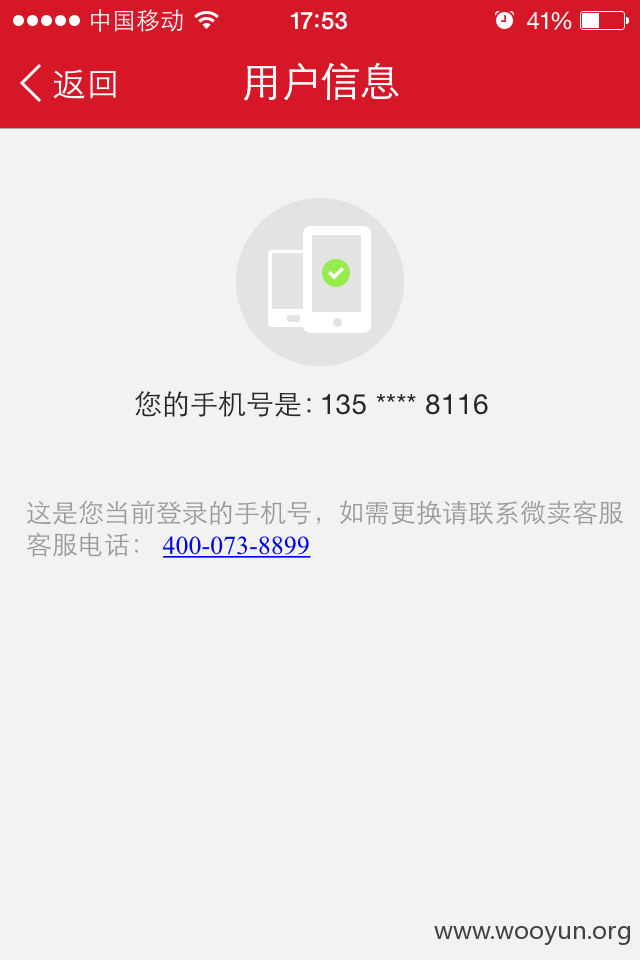 中国移动 17:53 41%
返回 用户信息
您的手机号是: 135 **** 8116
这是您当前登录的手机号，如需更换请联系微卖客服
客服电话： 400-073-8899
www.wooyun.org